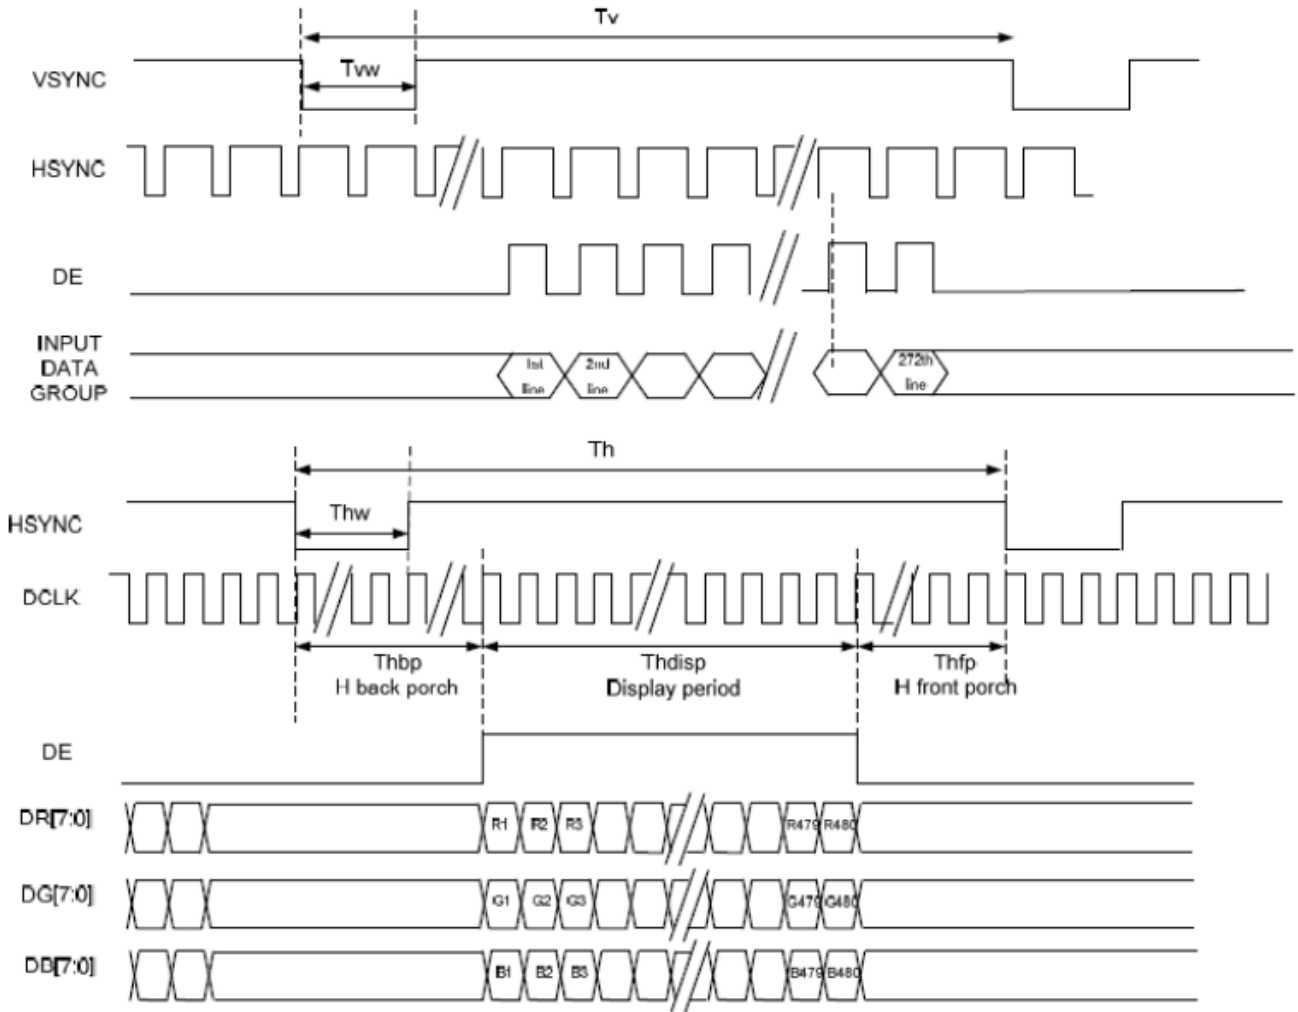 Tv
VSYNC
Tvw
HSYNC
DE
INPUT
DATA
GROUP
1st
line
2nd
line
272th
line
Th
HSYNC
Thw
DCLK
Thbp
H back porch
Thdisp
Display period
Thfp
H front porch
DE
DR[7:0]
R1 R2 R3 R479 R480
DG[7:0]
G1 G2 G3 G479 G480
DB[7:0]
B1 B2 B3 B479 B480